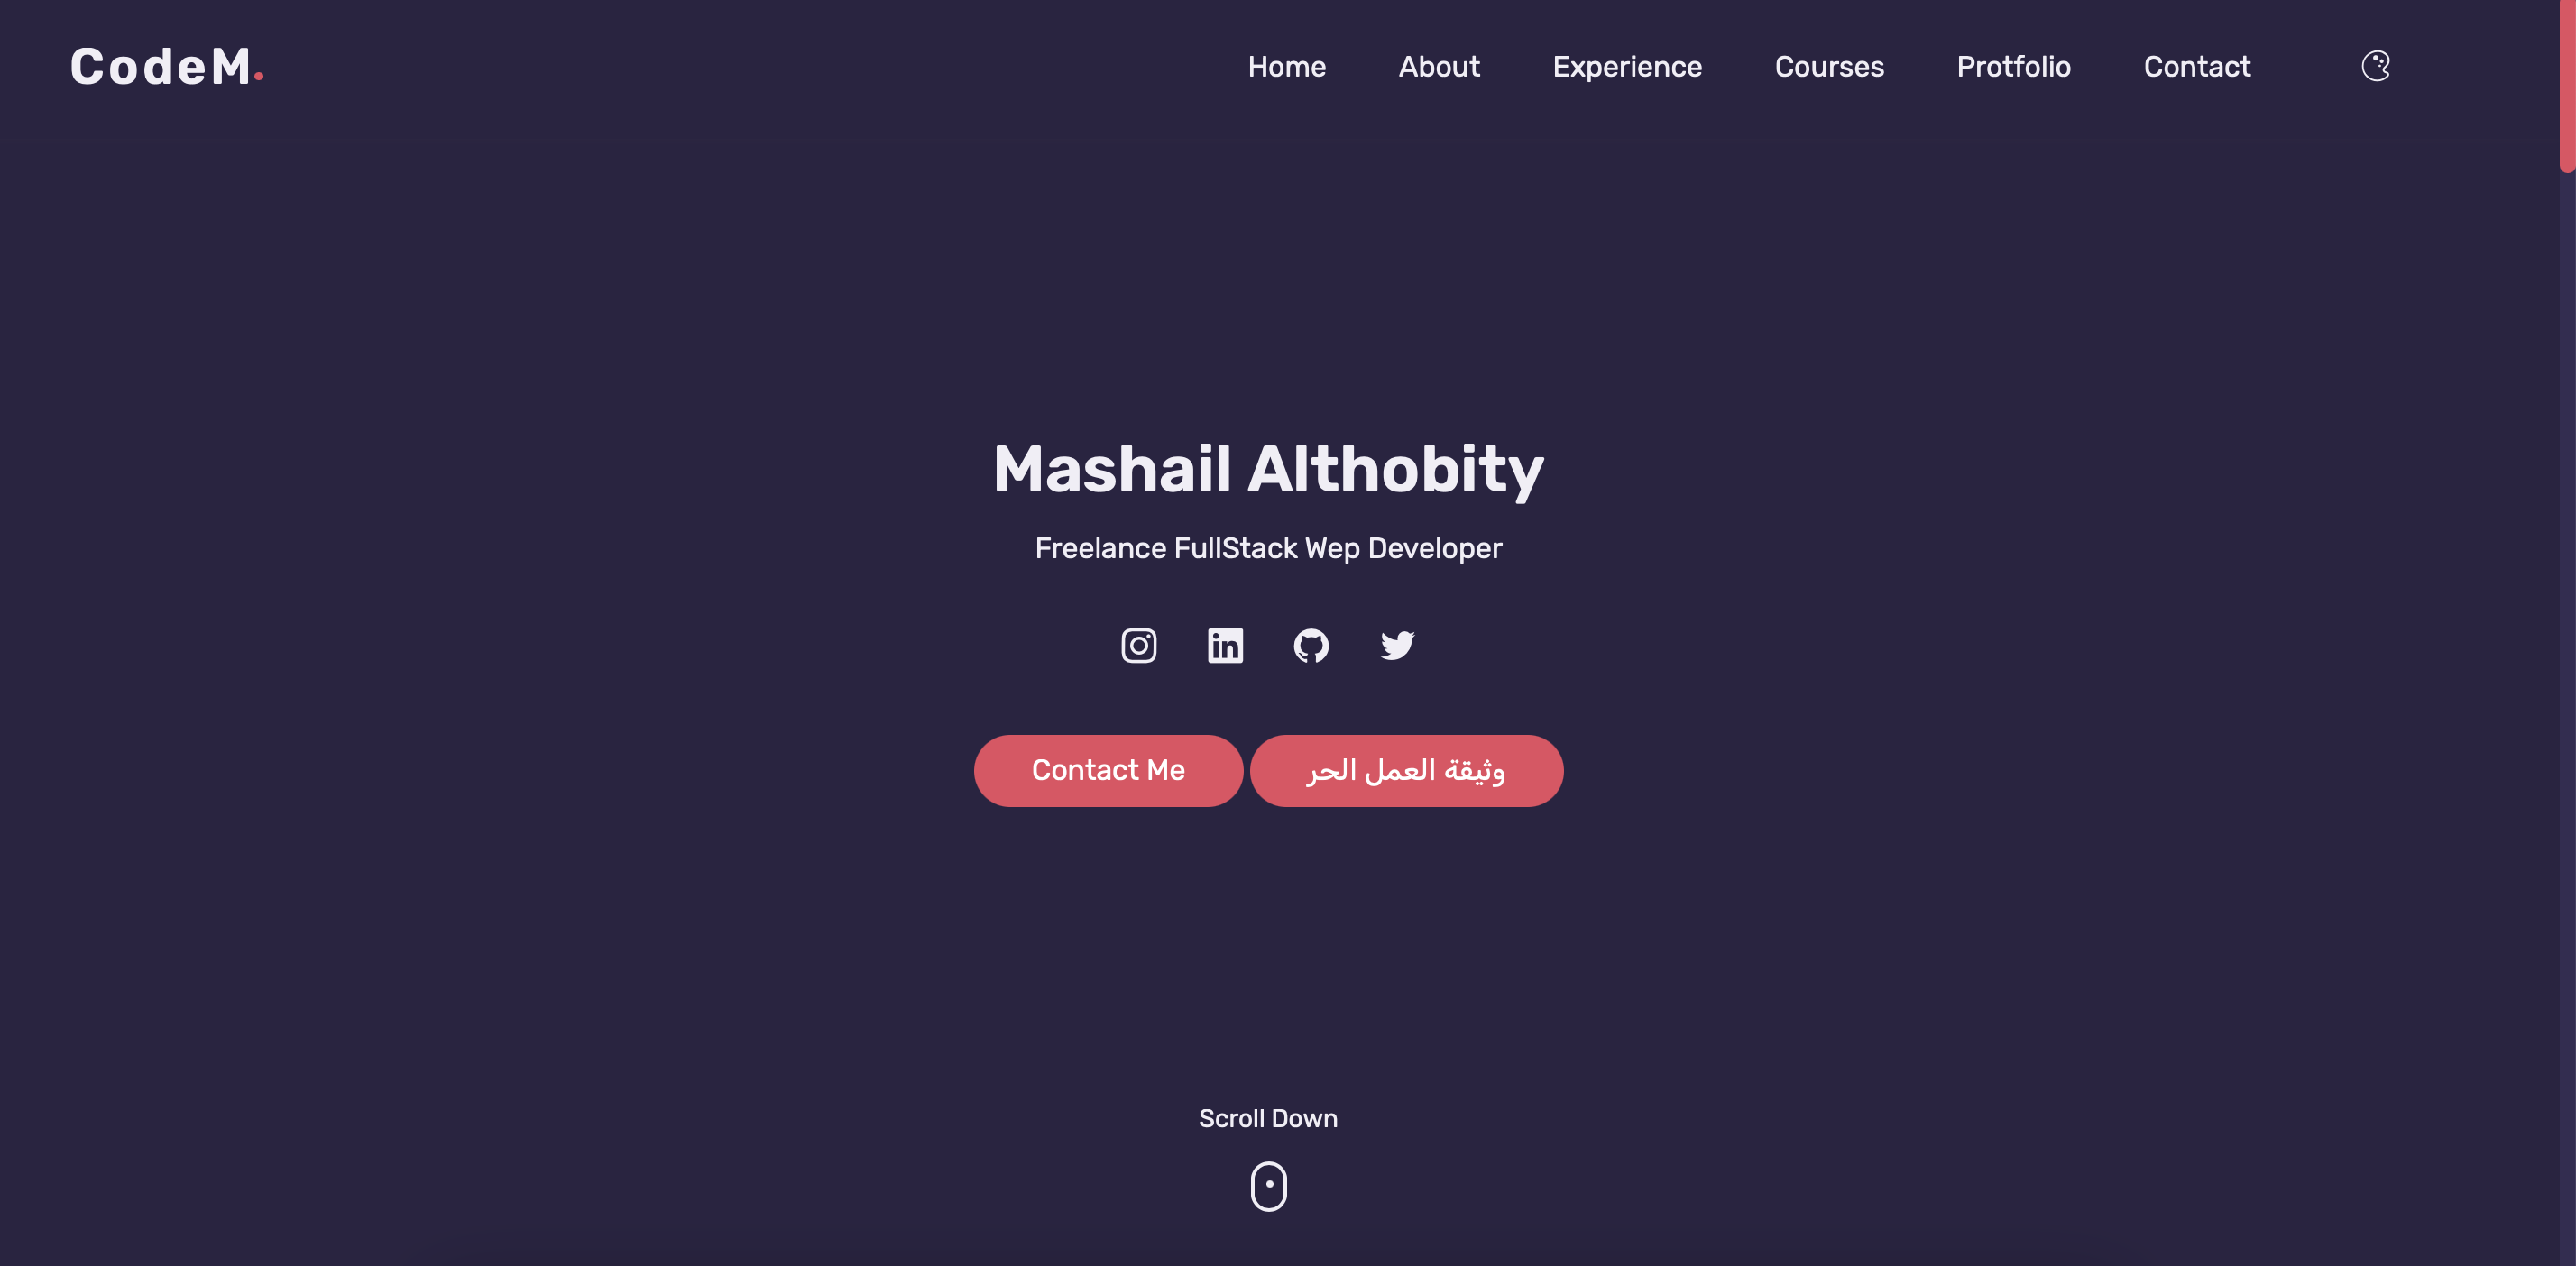 CodeM.
Home About Experience Courses Protfolio Contact
Mashail Althobity
Freelance FullStack Wep Developer
Contact Me
وثيقة العمل الحر
Scroll Down